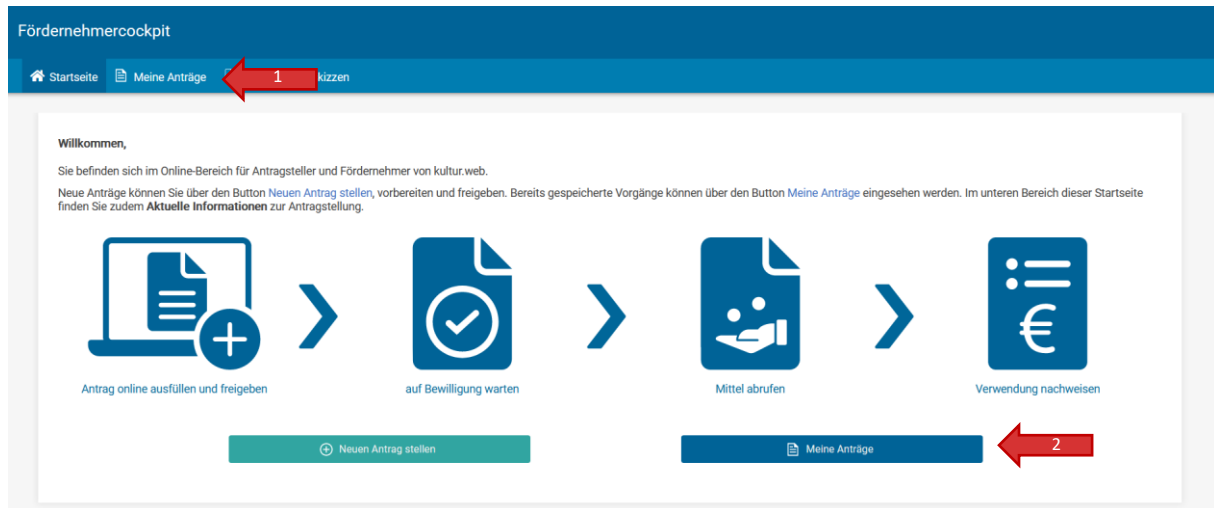 Fördernehmercockpit
Startseite Meine Anträge 1 kizzen
Willkommen,
Sie befinden sich im Online-Bereich für Antragsteller und Fördernehmer von kultur.web.
Neue Anträge können Sie über den Button Neuen Antrag stellen, vorbereiten und freigeben. Bereits gespeicherte Vorgänge können über den Button Meine Anträge eingesehen werden. Im unteren Bereich dieser Startseite
finden Sie zudem Aktuelle Informationen zur Antragstellung.
€
Antrag online ausfüllen und freigeben auf Bewilligung warten Mittel abrufen Verwendung nachweisen
Neuen Antrag stellen Meine Anträge 2